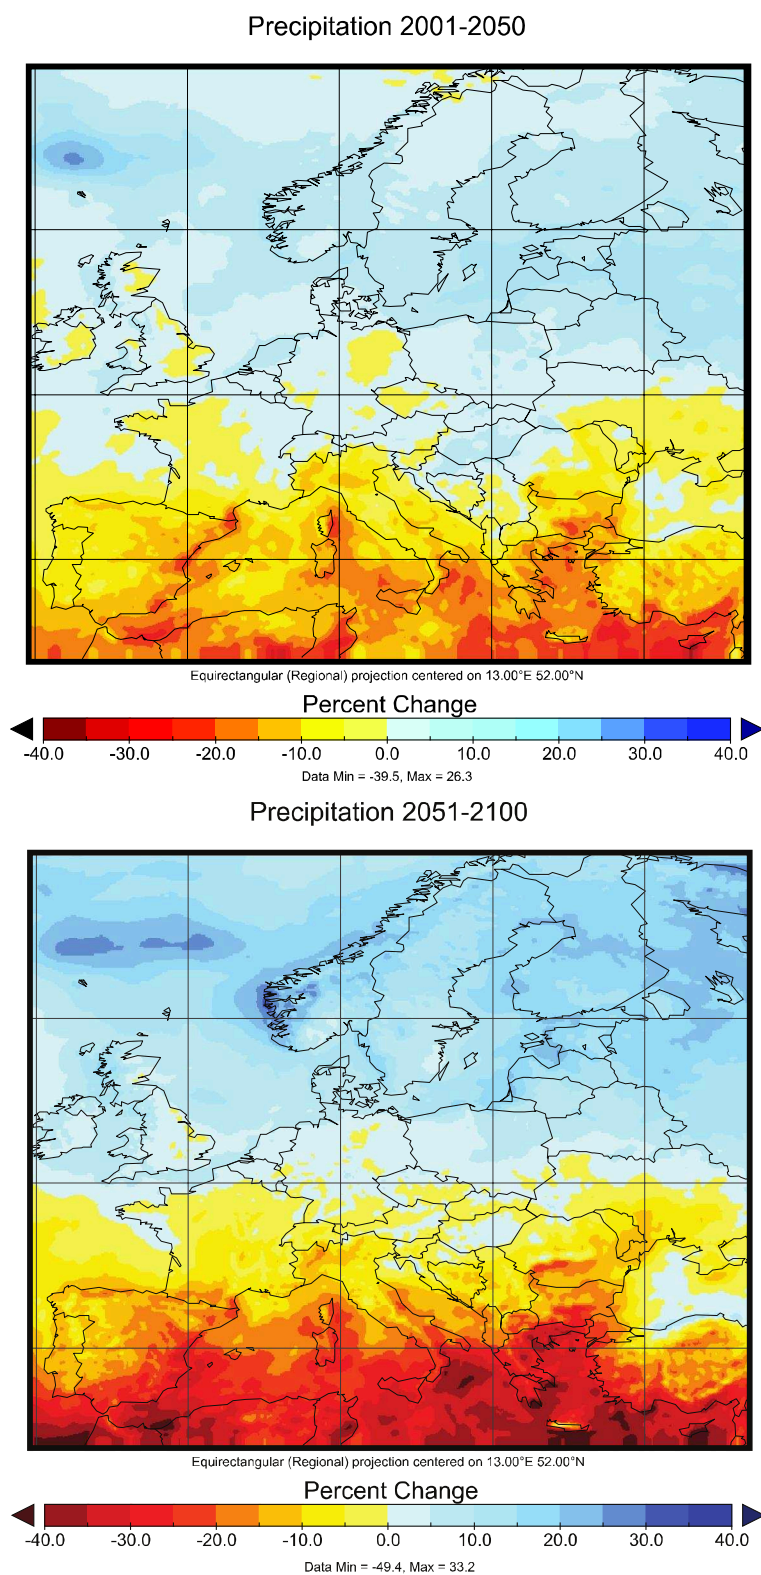 Precipitation 2001-2050
Equirectangular (Regional) projection centered on 13.00°E 52.00°N
Percent Change
-40.0 -30.0 -20.0 -10.0 0.0 10.0 20.0 30.0 40.0
Data Min = -39.5, Max = 26.3
Precipitation 2051-2100
Equirectangular (Regional) projection centered on 13.00°E 52.00°N
Percent Change
-40.0 -30.0 -20.0 -10.0 0.0 10.0 20.0 30.0 40.0
Data Min = -49.4, Max = 33.2